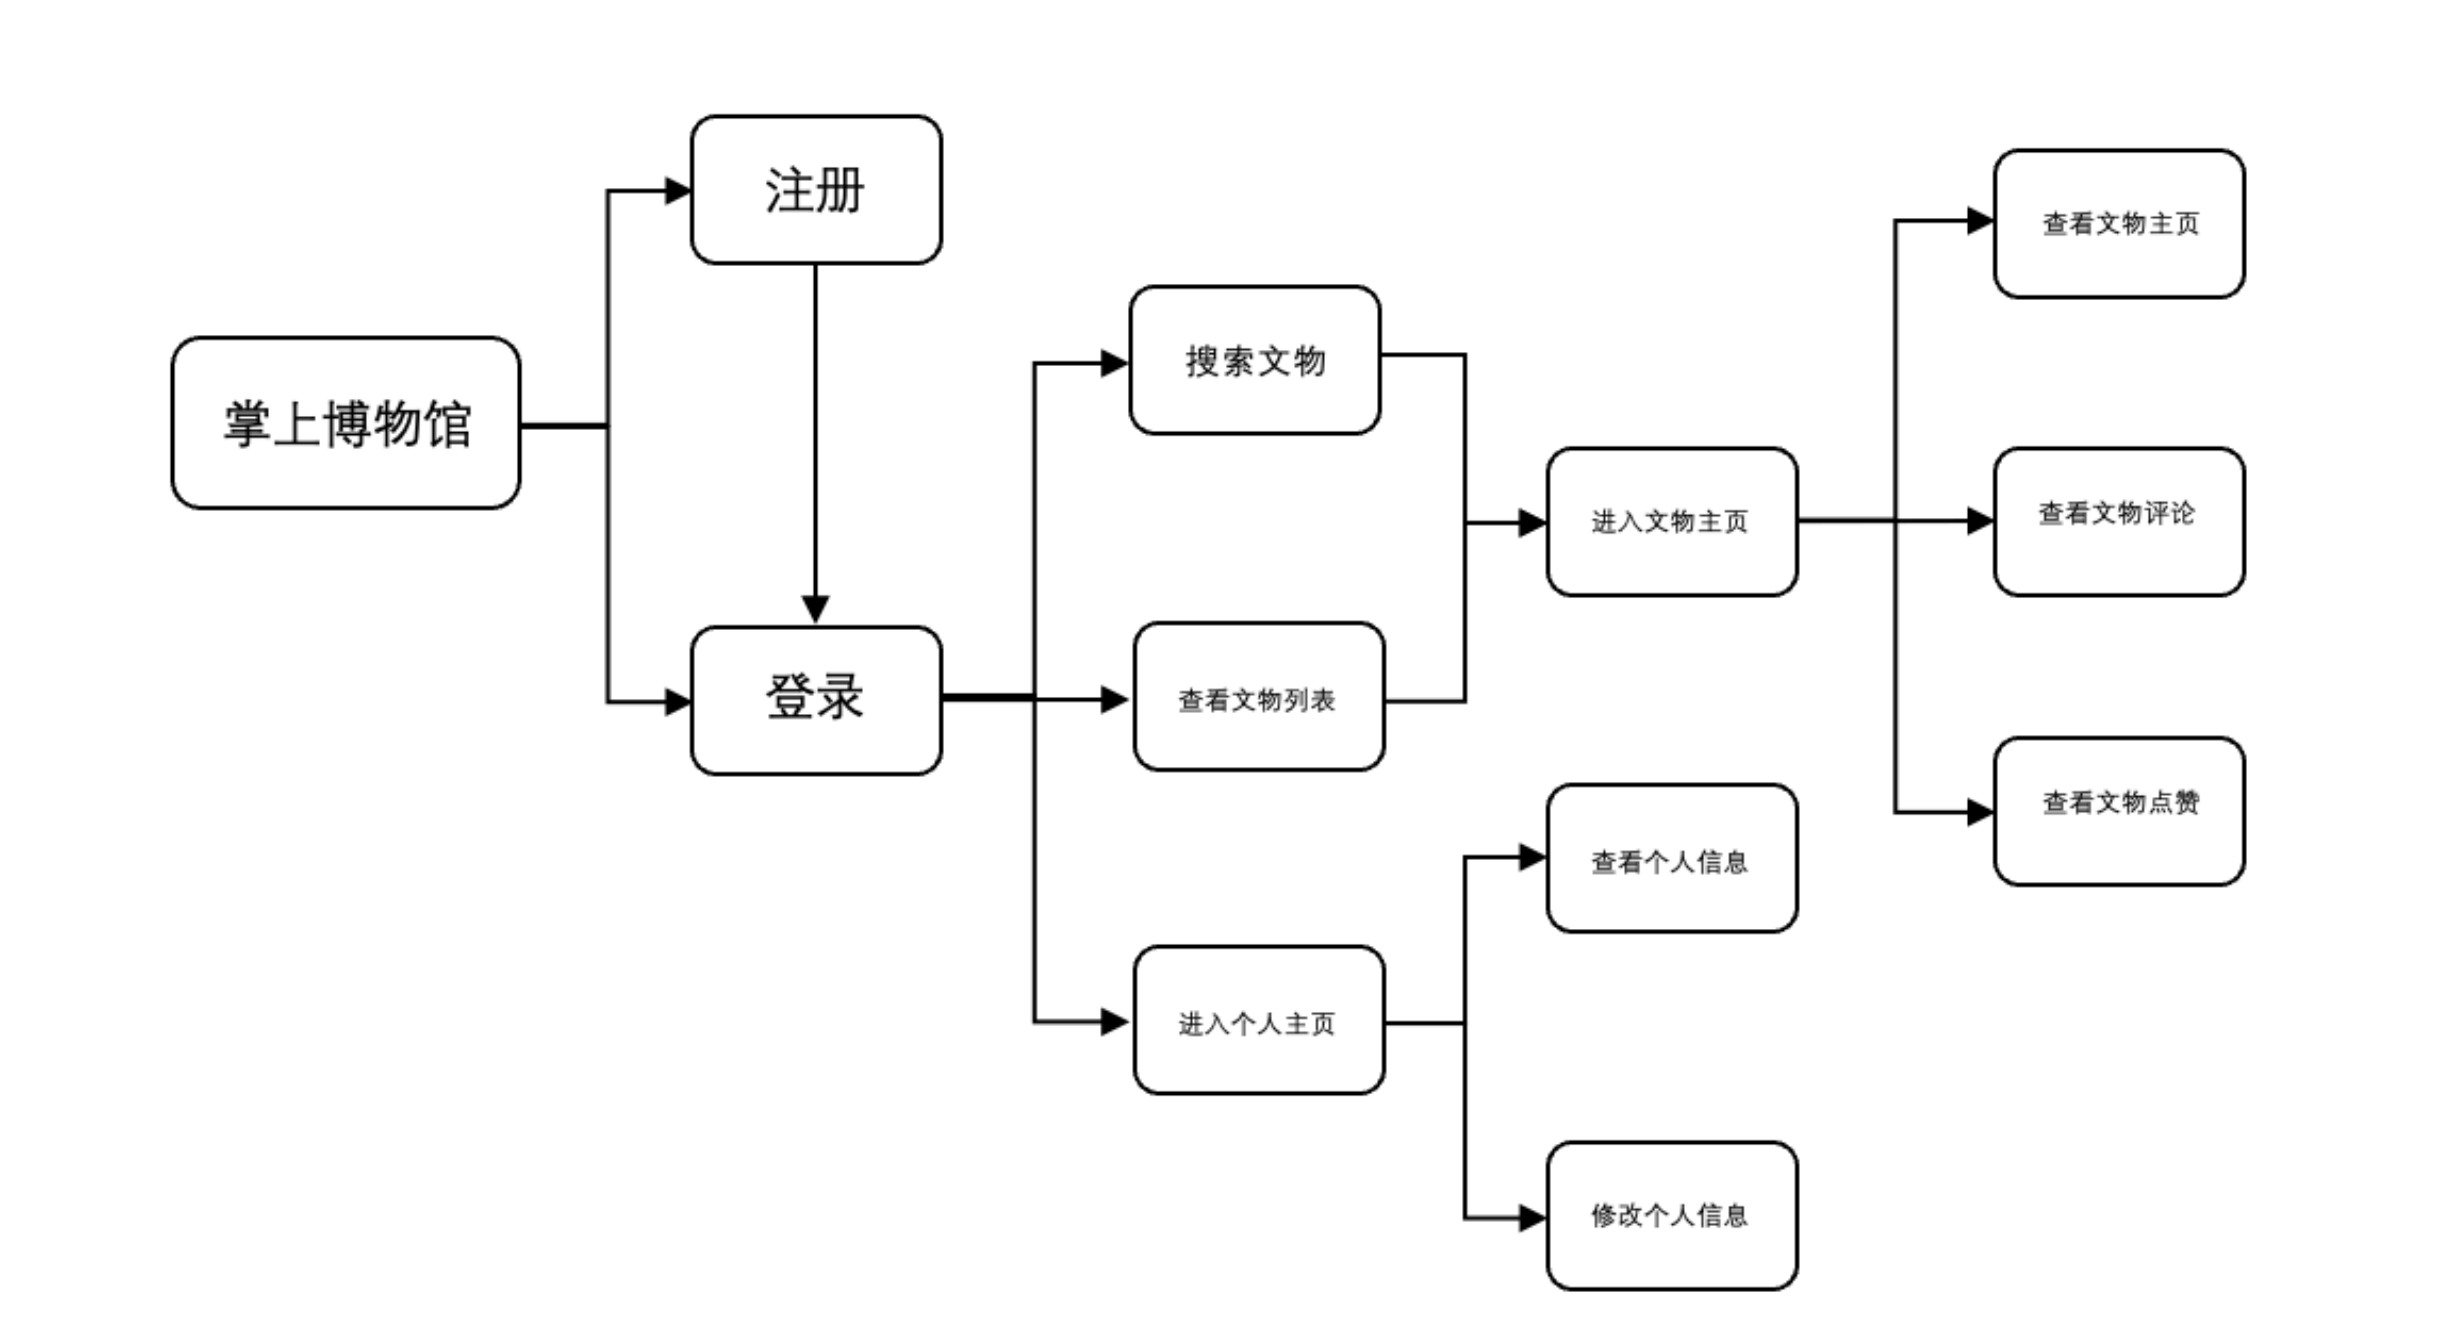 掌上博物馆
注册
登录
搜索文物
查看文物列表
进入个人主页
进入文物主页
查看个人信息
修改个人信息
查看文物主页
查看文物评论
查看文物点赞